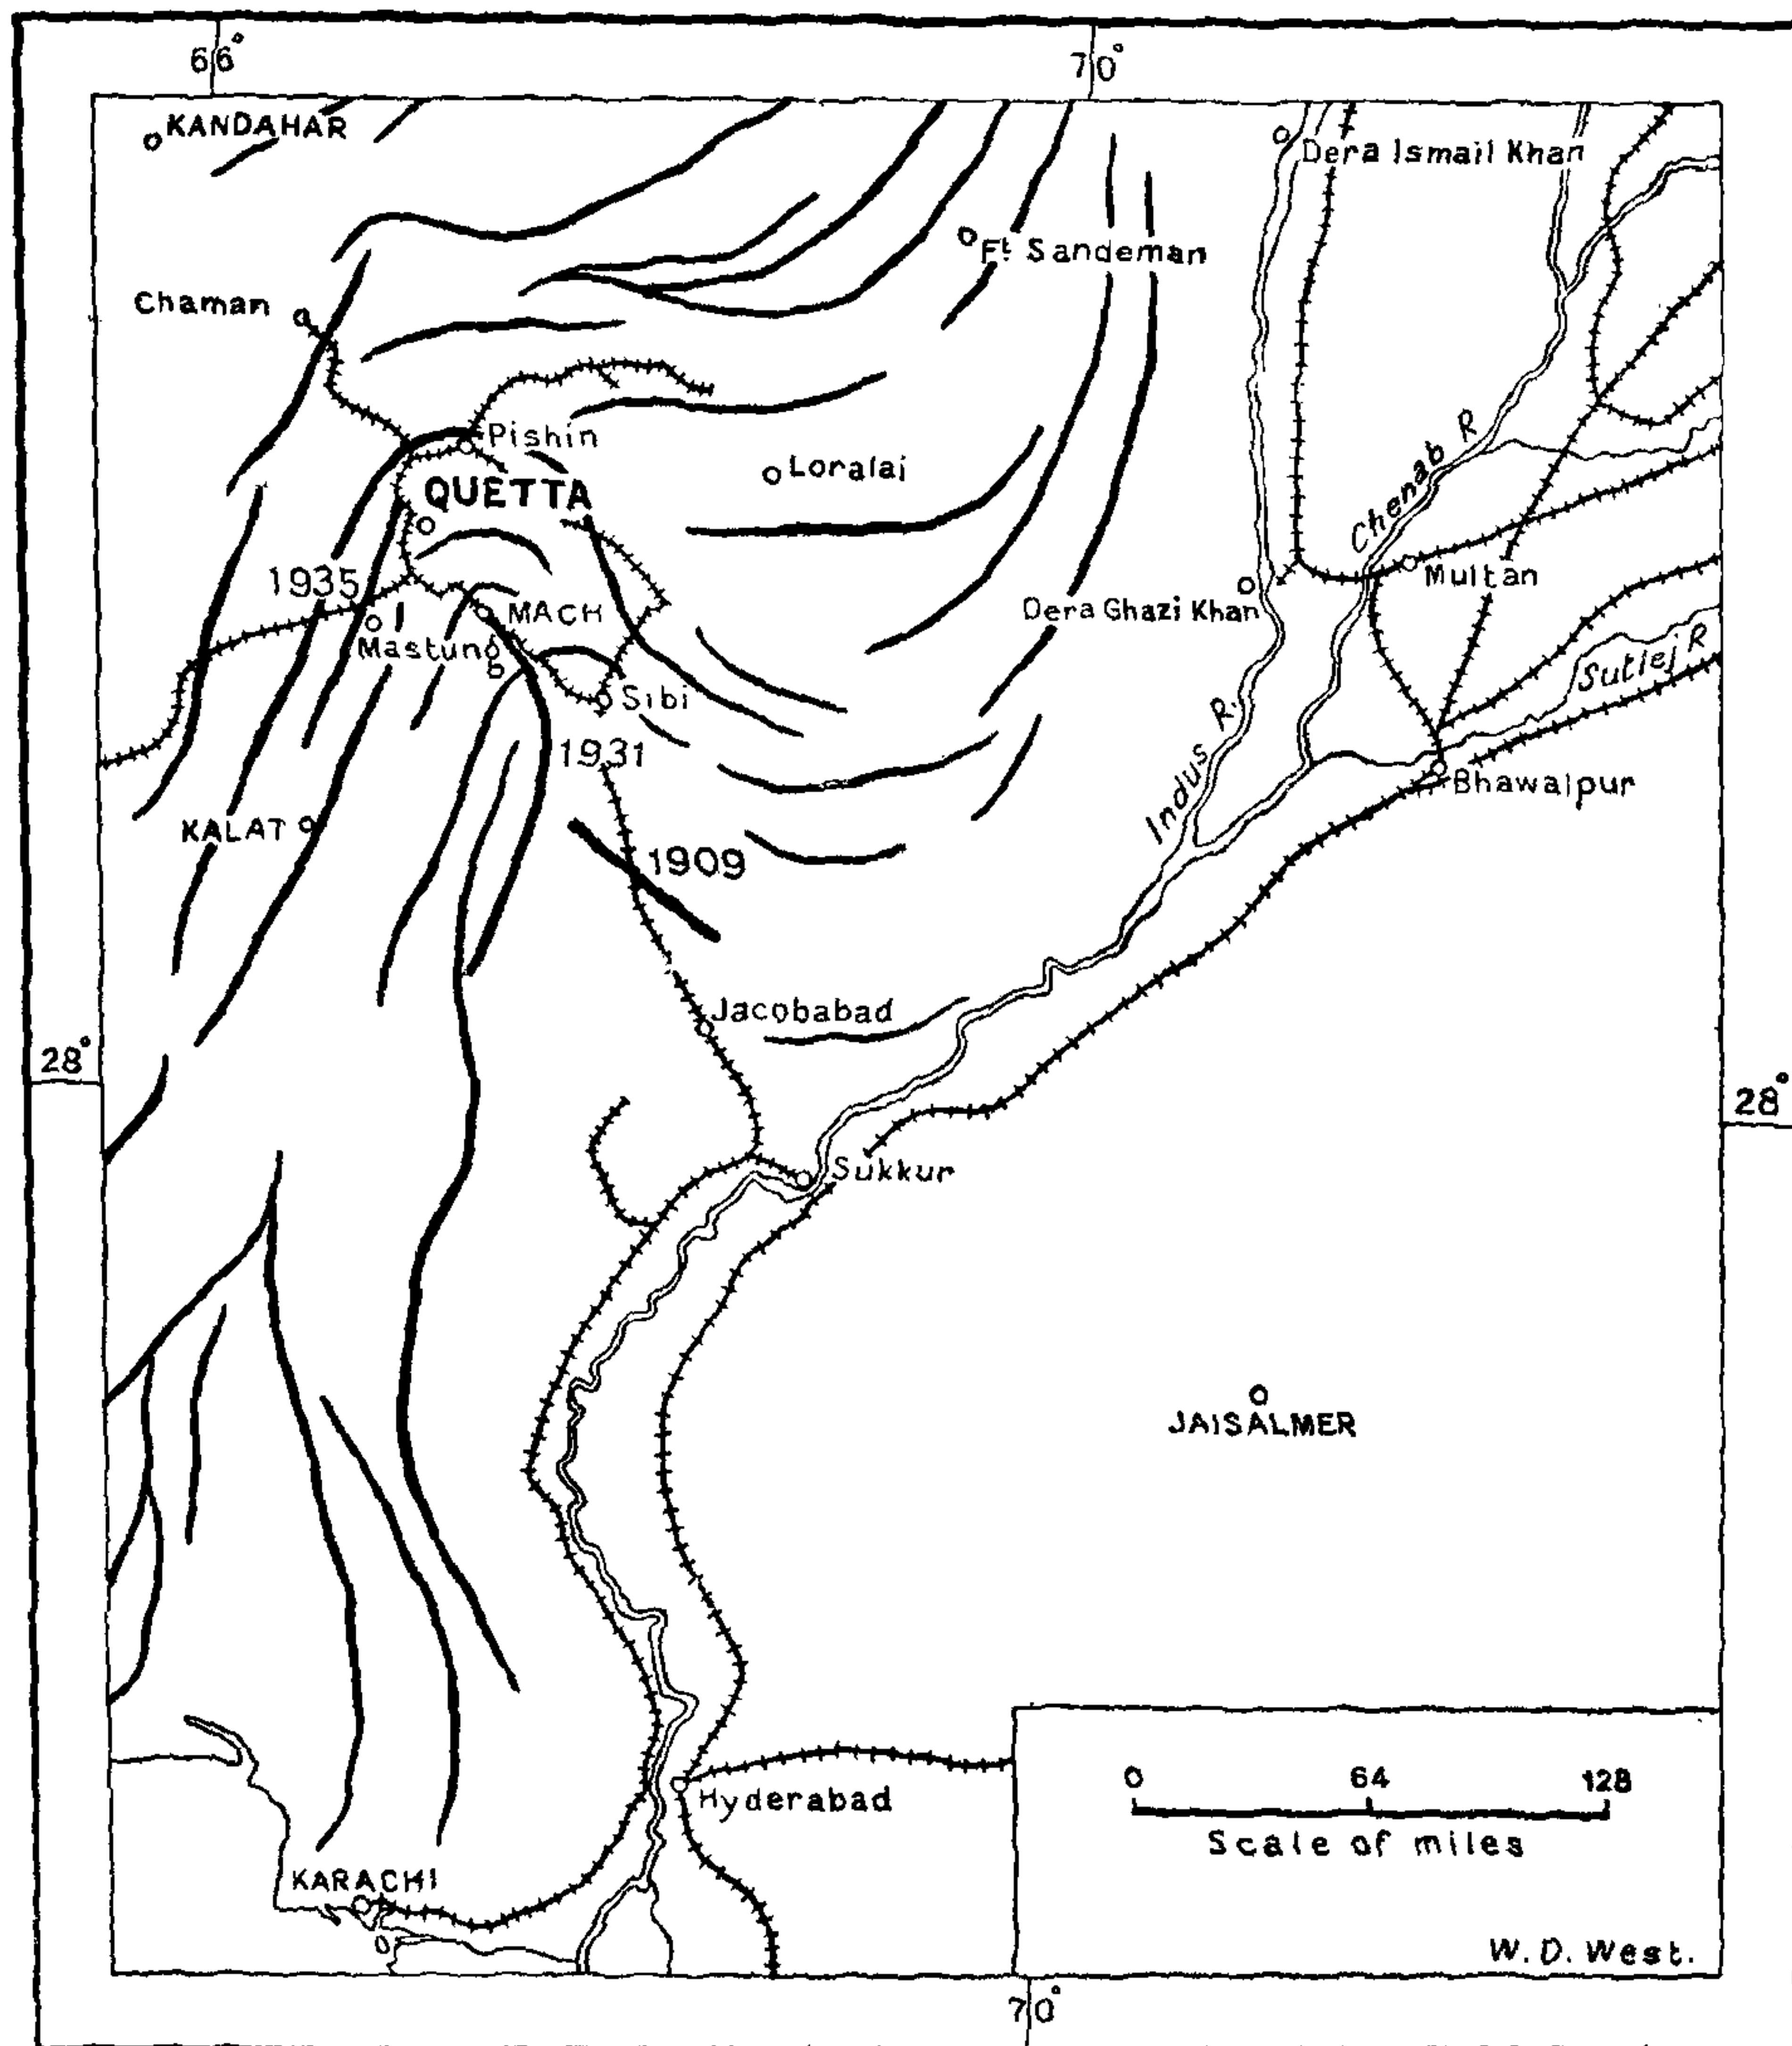 66°
70°
KANDAHAR
Dera Ismail Khan
Ft. Sandeman
Chaman
Pishin
Chenab R
Loralai
QUETTA
1935
Multan
MACH
Dera Ghazi Khan
Mastung
Sutlej R
Sibi
Indus R.
1931
Bhawalpur
KALAT
1909
Jacobabad
28°
28°
Sukkur
JAISALMER
0 64 128
Scale of miles
Hyderabad
KARACHI
W. D. West.
70°